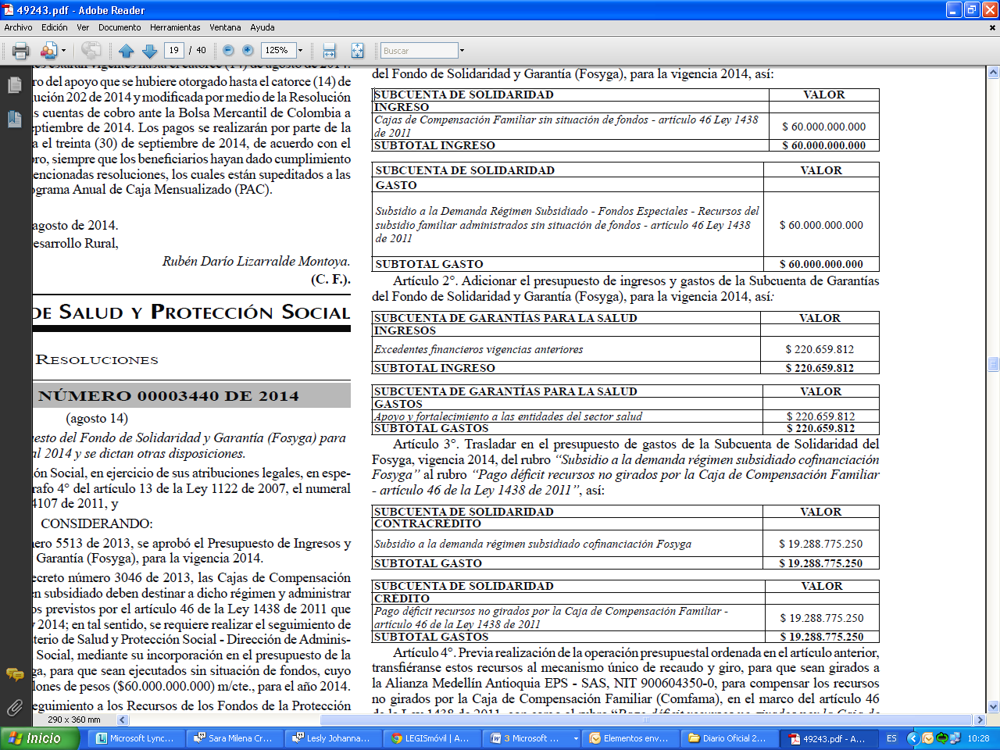 49243.pdf - Adobe Reader
Archivo Edición Ver Documento Herramientas Ventana Ayuda
19 / 40 125% Buscar
ro del apoyo que se hubiere otorgado hasta el catorce (14) de
lución 202 de 2014 y modificada por medio de la Resolución
s cuentas de cobro ante la Bolsa Mercantil de Colombia a
eptiembre de 2014. Los pagos se realizarán por parte de la
a el treinta (30) de septiembre de 2014, de acuerdo con el
oro, siempre que los beneficiarios hayan dado cumplimiento
encionadas resoluciones, los cuales están supeditados a las
ograma Anual de Caja Mensualizado (PAC).
agosto de 2014.
esarrollo Rural,
Rubén Darío Lizarralde Montoya.
(C. F.).
DE SALUD Y PROTECCIÓN SOCIAL
RESOLUCIONES
NÚMERO 00003440 DE 2014
(agosto 14)
esto del Fondo de Solidaridad y Garantía (Fosyga) para
al 2014 y se dictan otras disposiciones.
ón Social, en ejercicio de sus atribuciones legales, en espe-
rafo 4° del artículo 13 de la Ley 1122 de 2007, el numeral
4107 de 2011, y
CONSIDERANDO:
nero 5513 de 2013, se aprobó el Presupuesto de Ingresos y
Garantía (Fosyga), para la vigencia 2014.
ecreto número 3046 de 2013, las Cajas de Compensación
en subsidiado deben destinar a dicho régimen y administrar
os previstos por el artículo 46 de la Ley 1438 de 2011 que
y 2014; en tal sentido, se requiere realizar el seguimiento de
sterio de Salud y Protección Social - Dirección de Adminis-
Social, mediante su incorporación en el presupuesto de la
ga, para que sean ejecutados sin situación de fondos, cuyo
llones de pesos ($60.000.000.000) m/cte., para el año 2014.
eguimiento a los Recursos de los Fondos de la Protección
del Fondo de Solidaridad y Garantía (Fosyga), para la vigencia 2014, así:
SUBCUENTA DE SOLIDARIDAD VALOR
INGRESO
Cajas de Compensación Familiar sin situación de fondos - artículo 46 Ley 1438
de 2011 $ 60.000.000.000
SUBTOTAL INGRESO $ 60.000.000.000
SUBCUENTA DE SOLIDARIDAD VALOR
GASTO
Subsidio a la Demanda Régimen Subsidiado - Fondos Especiales - Recursos del
subsidio familiar administrados sin situación de fondos - artículo 46 Ley 1438 $ 60.000.000.000
de 2011
SUBTOTAL GASTO $ 60.000.000.000
Artículo 2°. Adicionar el presupuesto de ingresos y gastos de la Subcuenta de Garantías
del Fondo de Solidaridad y Garantía (Fosyga), para la vigencia 2014, así:
SUBCUENTA DE GARANTÍAS PARA LA SALUD VALOR
INGRESOS
Excedentes financieros vigencias anteriores $ 220.659.812
SUBTOTAL INGRESO $ 220.659.812
SUBCUENTA DE GARANTÍAS PARA LA SALUD VALOR
GASTOS
Apoyo y fortalecimiento a las entidades del sector salud $ 220.659.812
SUBTOTAL GASTOS $ 220.659.812
Artículo 3°. Trasladar en el presupuesto de gastos de la Subcuenta de Solidaridad del
Fosyga, vigencia 2014, del rubro “Subsidio a la demanda régimen subsidiado cofinanciación
Fosyga” al rubro “Pago déficit recursos no girados por la Caja de Compensación Familiar
- artículo 46 de la Ley 1438 de 2011”, así:
SUBCUENTA DE SOLIDARIDAD VALOR
CONTRACREDITO
Subsidio a la demanda régimen subsidiado cofinanciación Fosyga $ 19.288.775.250
SUBTOTAL GASTO $ 19.288.775.250
SUBCUENTA DE SOLIDARIDAD VALOR
CRÉDITO
Pago déficit recursos no girados por la Caja de Compensación Familiar -
artículo 46 de la Ley 1438 de 2011 $ 19.288.775.250
SUBTOTAL GASTOS $ 19.288.775.250
Artículo 4°. Previa realización de la operación presupuestal ordenada en el artículo anterior,
transfiéranse estos recursos al mecanismo único de recaudo y giro, para que sean girados a
la Alianza Medellín Antioquia EPS - SAS, NIT 900604350-0, para compensar los recursos
no girados por la Caja de Compensación Familiar (Comfama), en el marco del artículo 46
290 x 360 mm
Inicio Microsoft Lync... Sara Milena Cr... Lesly Johanna... LEGISmóvil | A... 3 Microsoft ... Elementos env... Diario Oficial 2... 49243.pdf - A... ES 10:28